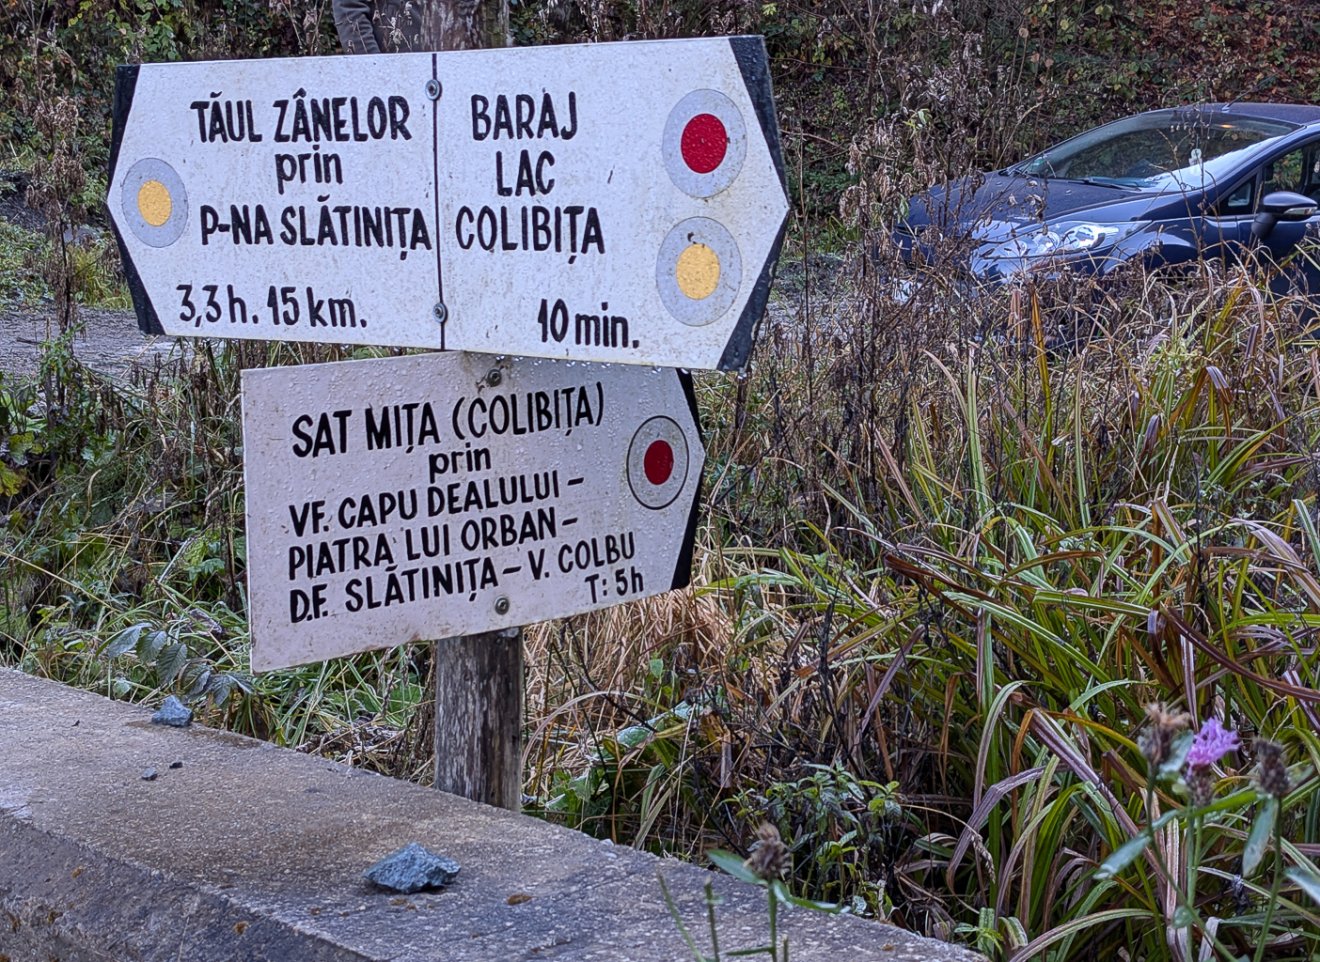 TĂUL ZÂNELOR
prin
P-NA SLĂTINIȚA
3,3 h. 15 km.
BARAJ
LAC
COLIBIȚA
10 min.
SAT MIȚA (COLIBIȚA)
prin
VF. CAPU DEALULUI –
PIATRA LUI ORBAN –
D.F. SLĂTINIȚA – V. COLBU
T: 5h